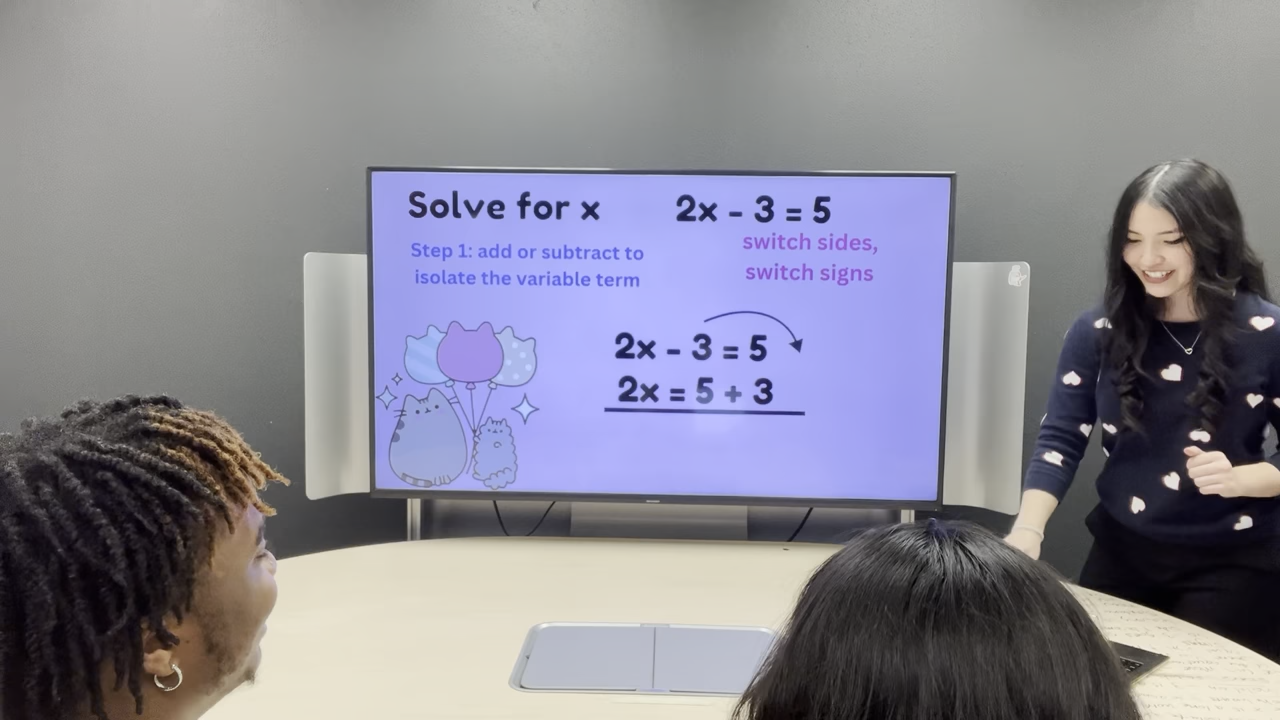 Solve for x
2x - 3 = 5
Step 1: add or subtract to
isolate the variable term
switch sides,
switch signs
2x - 3 = 5
2x = 5 + 3